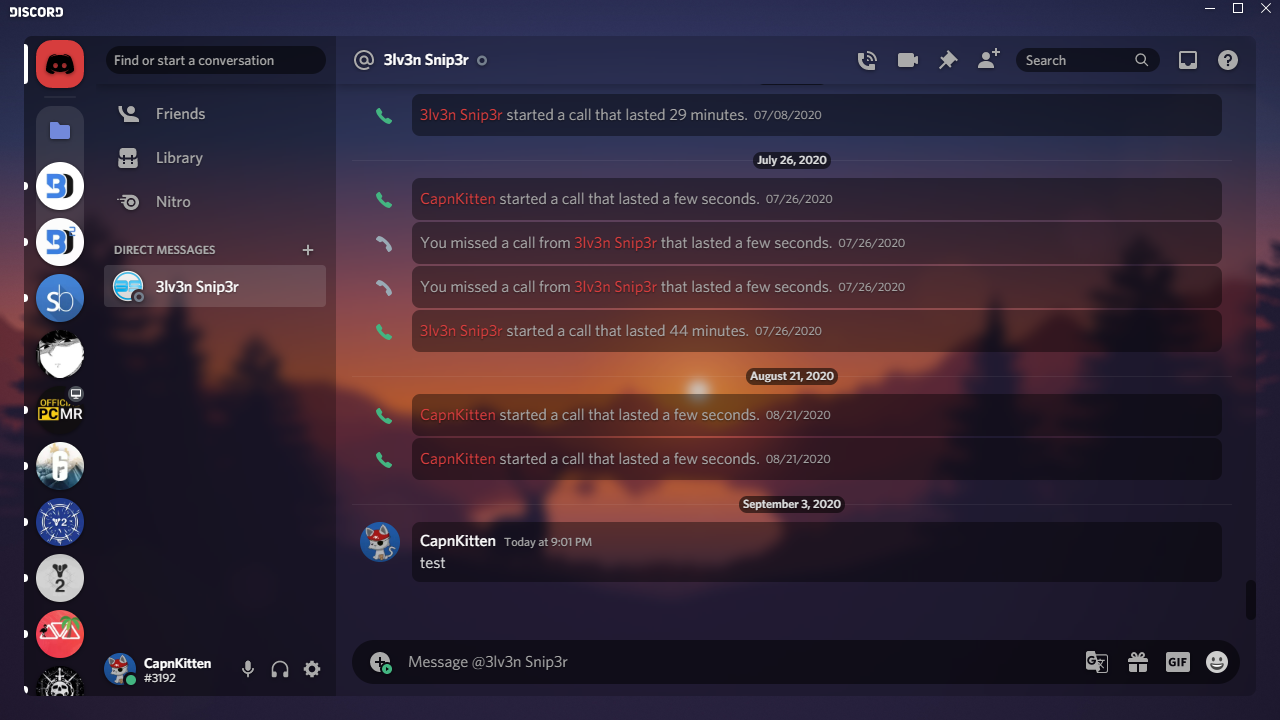 DISCORD
Find or start a conversation
Friends
Library
Nitro
DIRECT MESSAGES
3lv3n Snip3r
OFFICI
PCMR
Sb
2
Y2
2
CapnKitten
#3192
3lv3n Snip3r
Search
3lv3n Snip3r started a call that lasted 29 minutes. 07/08/2020
July 26, 2020
CapnKitten started a call that lasted a few seconds. 07/26/2020
You missed a call from 3lv3n Snip3r that lasted a few seconds. 07/26/2020
You missed a call from 3lv3n Snip3r that lasted a few seconds. 07/26/2020
3lv3n Snip3r started a call that lasted 44 minutes. 07/26/2020
August 21, 2020
CapnKitten started a call that lasted a few seconds. 08/21/2020
CapnKitten started a call that lasted a few seconds. 08/21/2020
September 3, 2020
CapnKitten Today at 9:01 PM
test
Message @3lv3n Snip3r
GIF